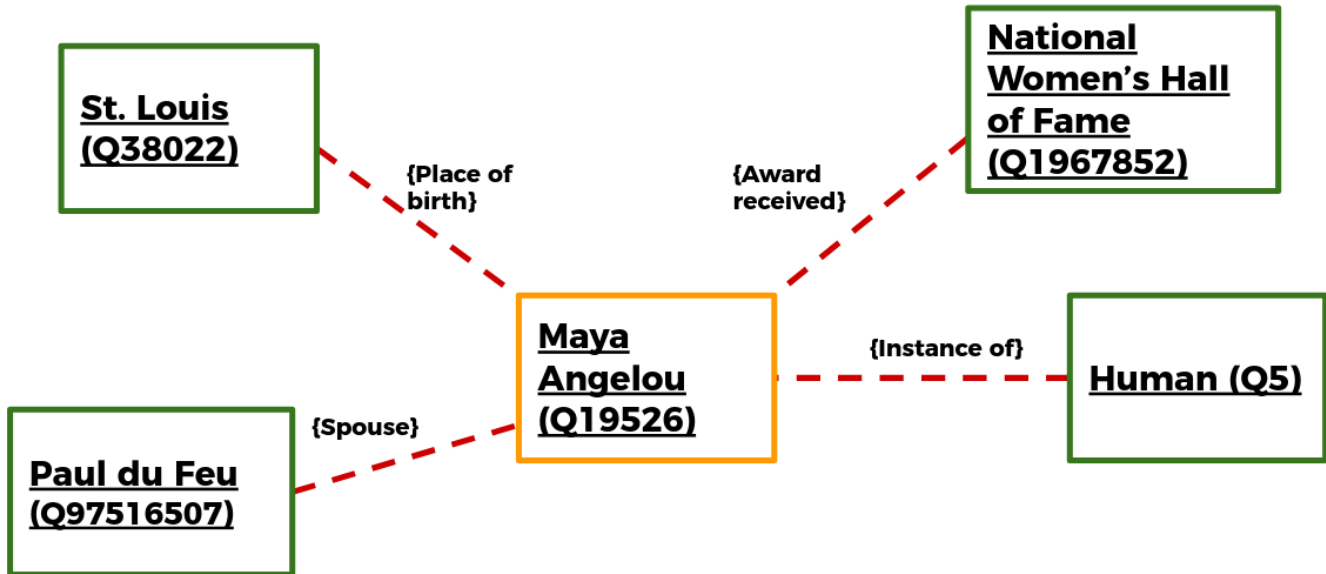 St. Louis
(Q38022)
{Place of
birth}
National
Women’s Hall
of Fame
(Q1967852)
{Award
received}
Maya
Angelou
(Q19526)
{Instance of}
Human (Q5)
{Spouse}
Paul du Feu
(Q97516507)